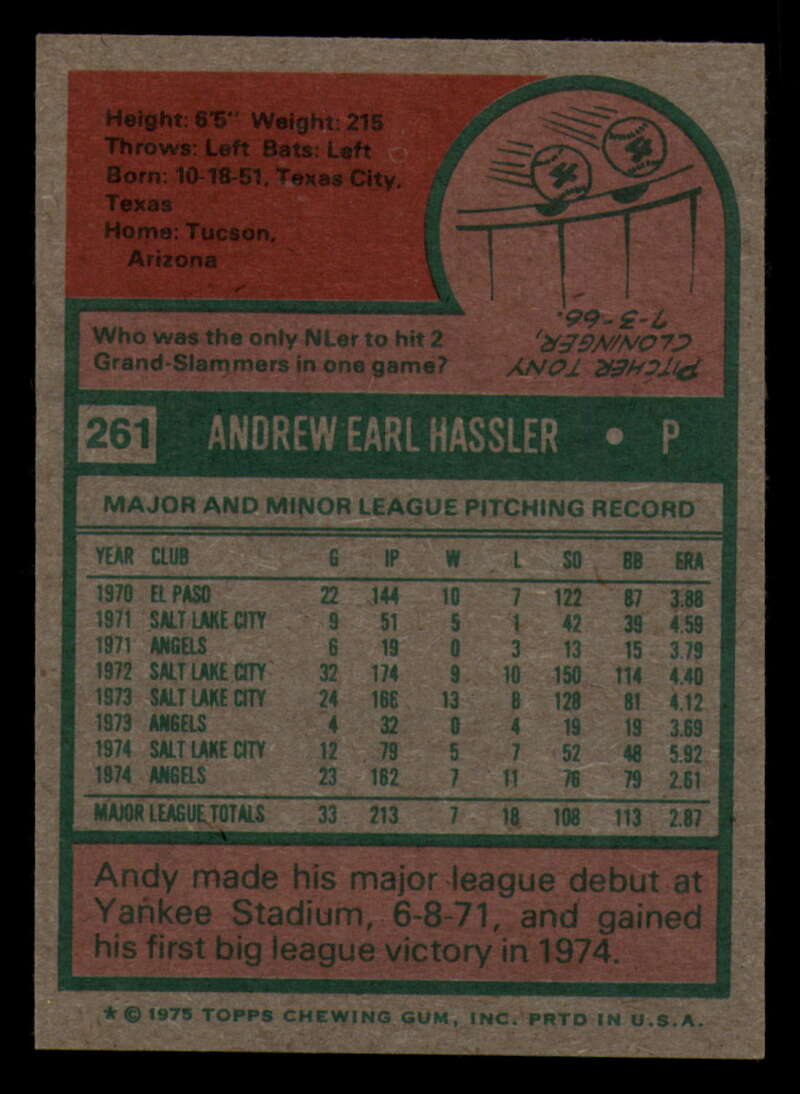 Height: 6'5" Weight: 215
Throws: Left Bats: Left
Born: 10-18-51, Texas City,
Texas
Home: Tucson,
Arizona
4 4
Who was the only NLer to hit 2
Grand-Slammers in one game?
PITCHER TONY
CLONINGER,
7-3-66.
261 ANDREW EARL HASSLER • P
MAJOR AND MINOR LEAGUE PITCHING RECORD
YEAR CLUB G IP W L SO BB ERA
1970 EL PASO 22 144 10 7 122 87 3.88
1971 SALT LAKE CITY 9 51 5 1 42 39 4.59
1971 ANGELS 6 19 0 3 13 15 3.79
1972 SALT LAKE CITY 32 174 9 10 150 114 4.40
1973 SALT LAKE CITY 24 166 13 8 128 81 4.12
1973 ANGELS 4 32 0 4 19 19 3.69
1974 SALT LAKE CITY 12 79 5 7 52 48 5.92
1974 ANGELS 23 162 7 11 76 79 2.61
MAJOR LEAGUE TOTALS 33 213 7 18 108 113 2.87
Andy made his major league debut at
Yankee Stadium, 6-8-71, and gained
his first big league victory in 1974.
* © 1975 TOPPS CHEWING GUM, INC. PRTD IN U.S.A.